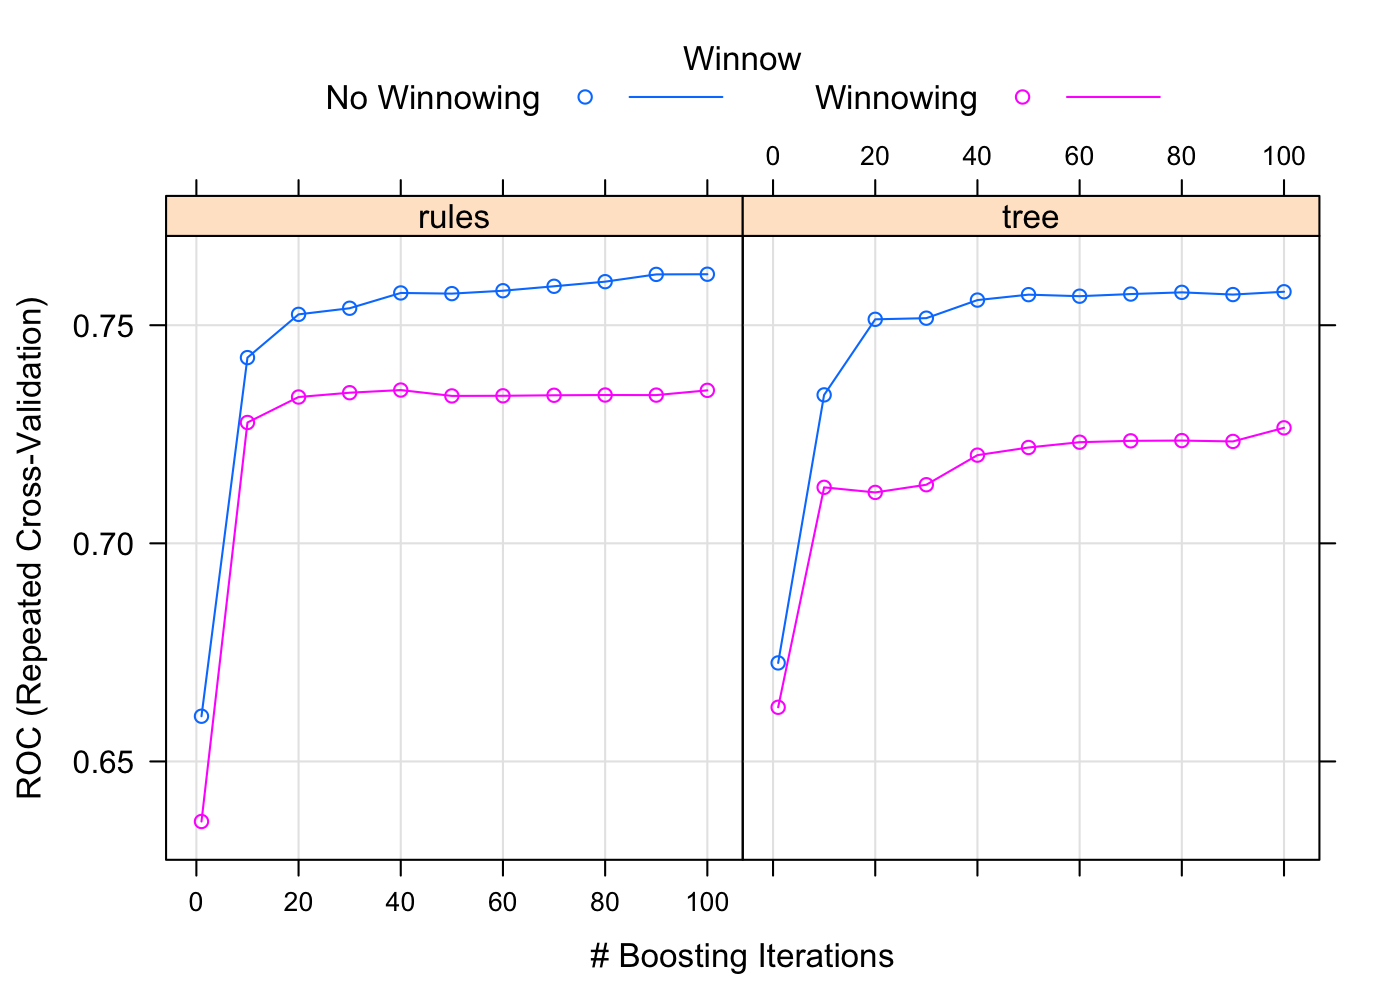 Winnow
No Winnowing Winnowing
0 20 40 60 80 100
rules tree
ROC (Repeated Cross-Validation)
0.75
0.70
0.65
0 20 40 60 80 100
# Boosting Iterations